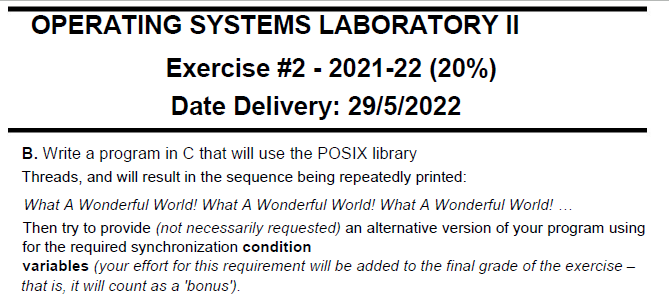 OPERATING SYSTEMS LABORATORY II
Exercise #2 - 2021-22 (20%)
Date Delivery: 29/5/2022
B. Write a program in C that will use the POSIX library
Threads, and will result in the sequence being repeatedly printed:
What A Wonderful World! What A Wonderful World! What A Wonderful World! …
Then try to provide (not necessarily requested) an alternative version of your program using
for the required synchronization condition
variables (your effort for this requirement will be added to the final grade of the exercise –
that is, it will count as a 'bonus').